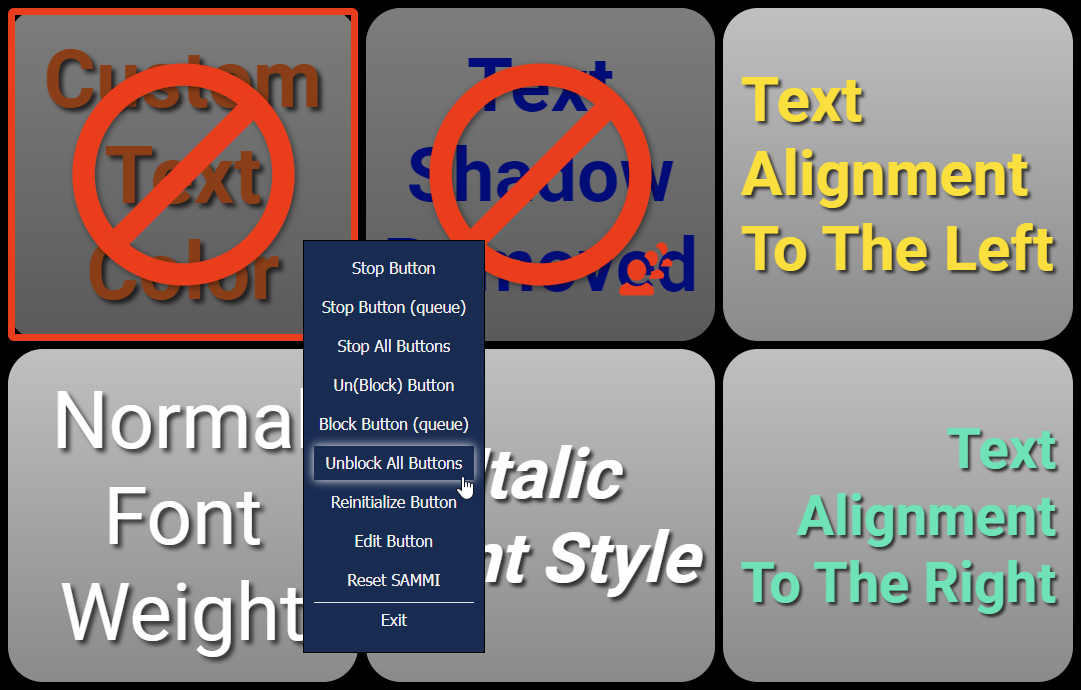 Custom
Text
Color
Text
Shadow
Text
Alignment
To The Left
Stop Button
Stop Button (queue)
Stop All Buttons
Un(Block) Button
Block Button (queue)
Unblock All Buttons
Reinitialize Button
Edit Button
Reset SAMMI
Exit
Normal
Font
Weight
Italic
Style
Text
Alignment
To The Right